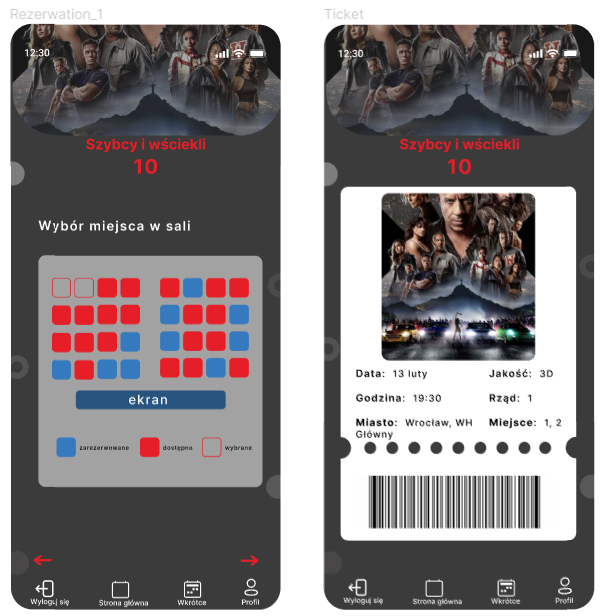 Rezerwation_1
12:30
Szybcy i wściekli
10
Wybór miejsca w sali
ekran
zarezerwowane
dostępne
wybrane
Wyloguj się
Strona główna
Wkrótce
Profil
Ticket
12:30
Szybcy i wściekli
10
Data: 13 luty
Jakość: 3D
Godzina: 19:30
Rząd: 1
Miasto: Wrocław, WH
Główny
Miejsce: 1, 2
Wyloguj się
Strona główna
Wkrótce
Profil